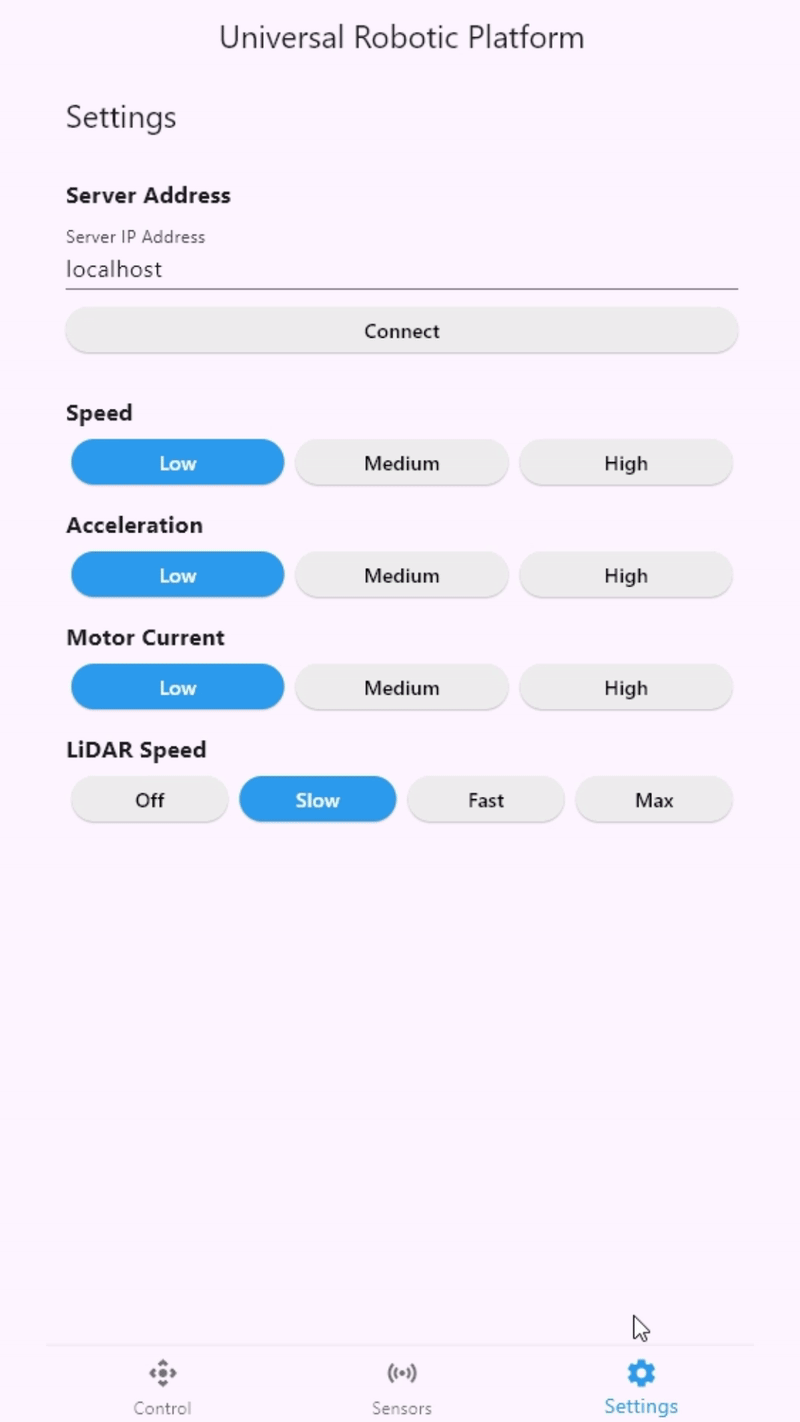 Universal Robotic Platform
Settings
Server Address
Server IP Address
localhost
Connect
Speed
Low Medium High
Acceleration
Low Medium High
Motor Current
Low Medium High
LiDAR Speed
Off Slow Fast Max
Control Sensors Settings